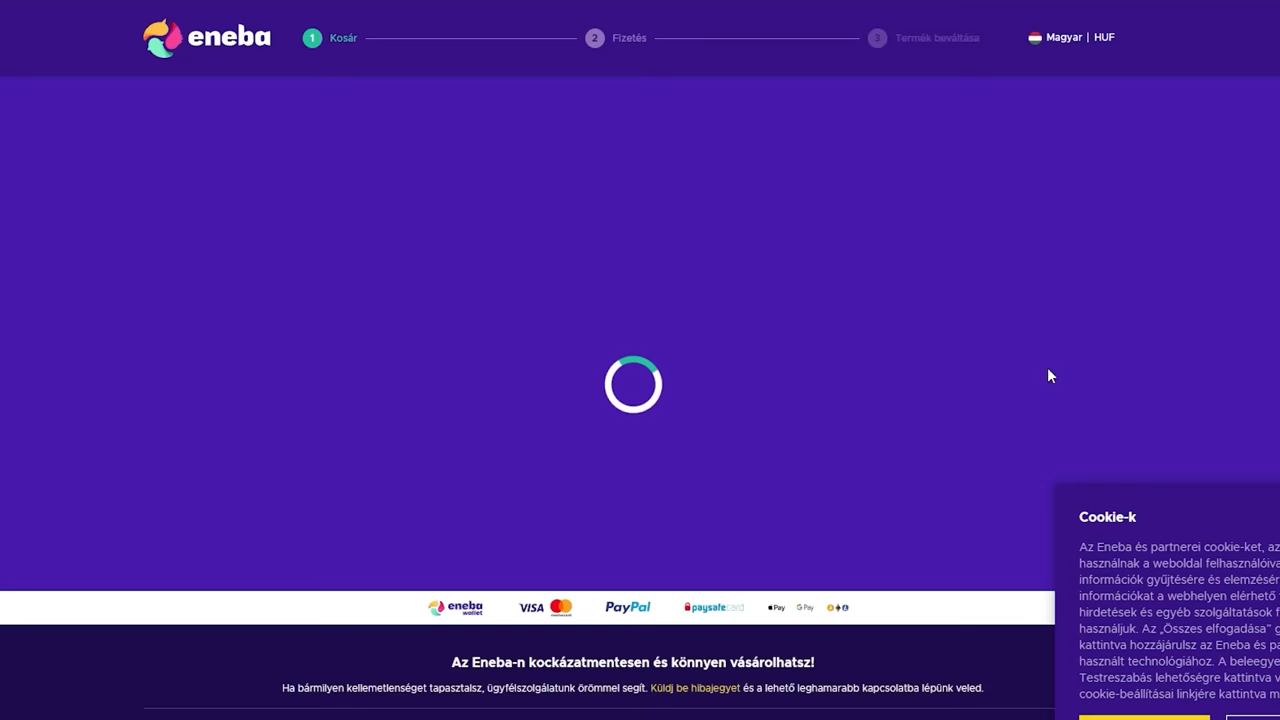 eneba
1 Kosár
2 Fizetés
3 Termék beváltása
Magyar | HUF
Cookie-k
Az Eneba és partnerei cookie-ket, az
használnak a weboldal felhasználóiva
információk gyűjtésére és elemzésér
információkat a webhelyen elérhető
hirdetések és egyéb szolgáltatások f
használjuk. Az „Összes elfogadása” g
kattintva hozzájárulsz az Eneba és pa
használt technológiához. A beleegye
Testreszabás lehetőségre kattintva v
cookie-beállításai linkjére kattintva m
eneba wallet VISA mastercard PayPal paysafecard Apple Pay G Pay
Az Eneba-n kockázatmentesen és könnyen vásárolhatsz!
Ha bármilyen kellemetlenséget tapasztalsz, ügyfélszolgálatunk örömmel segít. Küldj be hibajegyet és a lehető leghamarabb kapcsolatba lépünk veled.